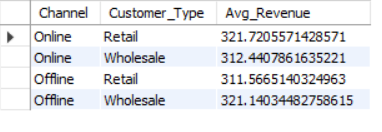 Channel Customer_Type Avg_Revenue
Online Retail 321.7205571428571
Online Wholesale 312.4407861635221
Offline Retail 311.5665140324963
Offline Wholesale 321.14034482758615